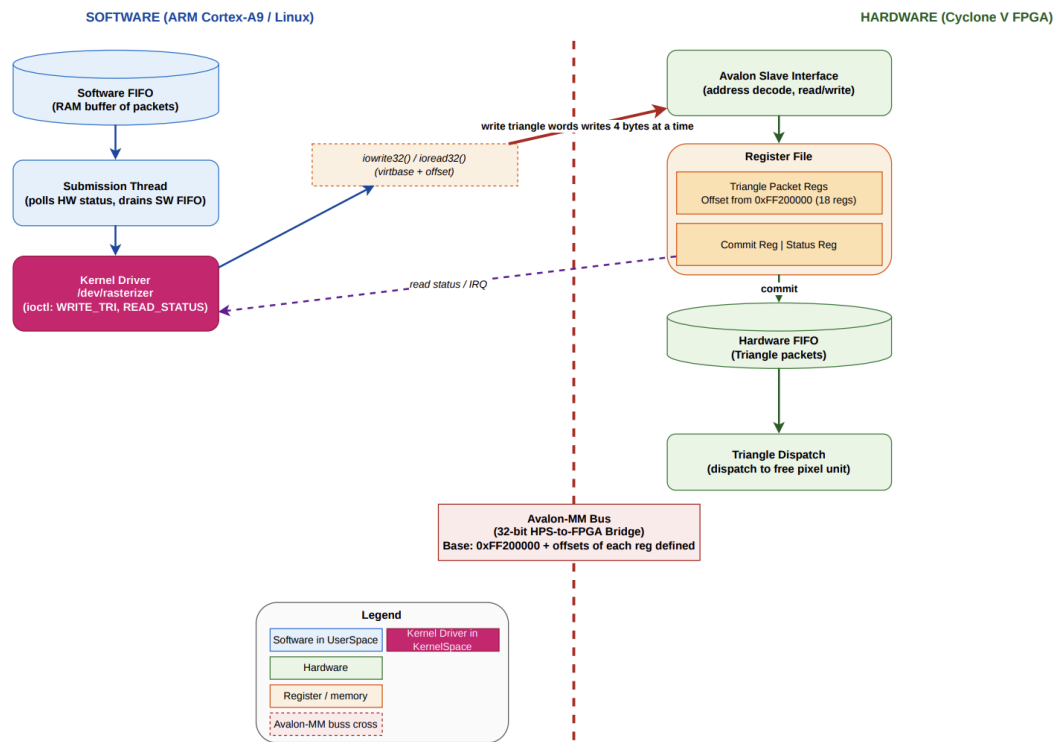 SOFTWARE (ARM Cortex-A9 / Linux)
HARDWARE (Cyclone V FPGA)
Software FIFO
(RAM buffer of packets)
Submission Thread
(polls HW status, drains SW FIFO)
Kernel Driver
/dev/rasterizer
(ioctl: WRITE_TRI, READ_STATUS)
iowrite32() / ioread32()
(virtbase + offset)
write triangle words writes 4 bytes at a time
read status / IRQ
Avalon Slave Interface
(address decode, read/write)
Register File
Triangle Packet Regs
Offset from 0xFF200000 (18 regs)
Commit Reg | Status Reg
commit
Hardware FIFO
(Triangle packets)
Triangle Dispatch
(dispatch to free pixel unit)
Avalon-MM Bus
(32-bit HPS-to-FPGA Bridge)
Base: 0xFF200000 + offsets of each reg defined
Legend
Software in UserSpace
Kernel Driver in
KernelSpace
Hardware
Register / memory
Avalon-MM buss cross